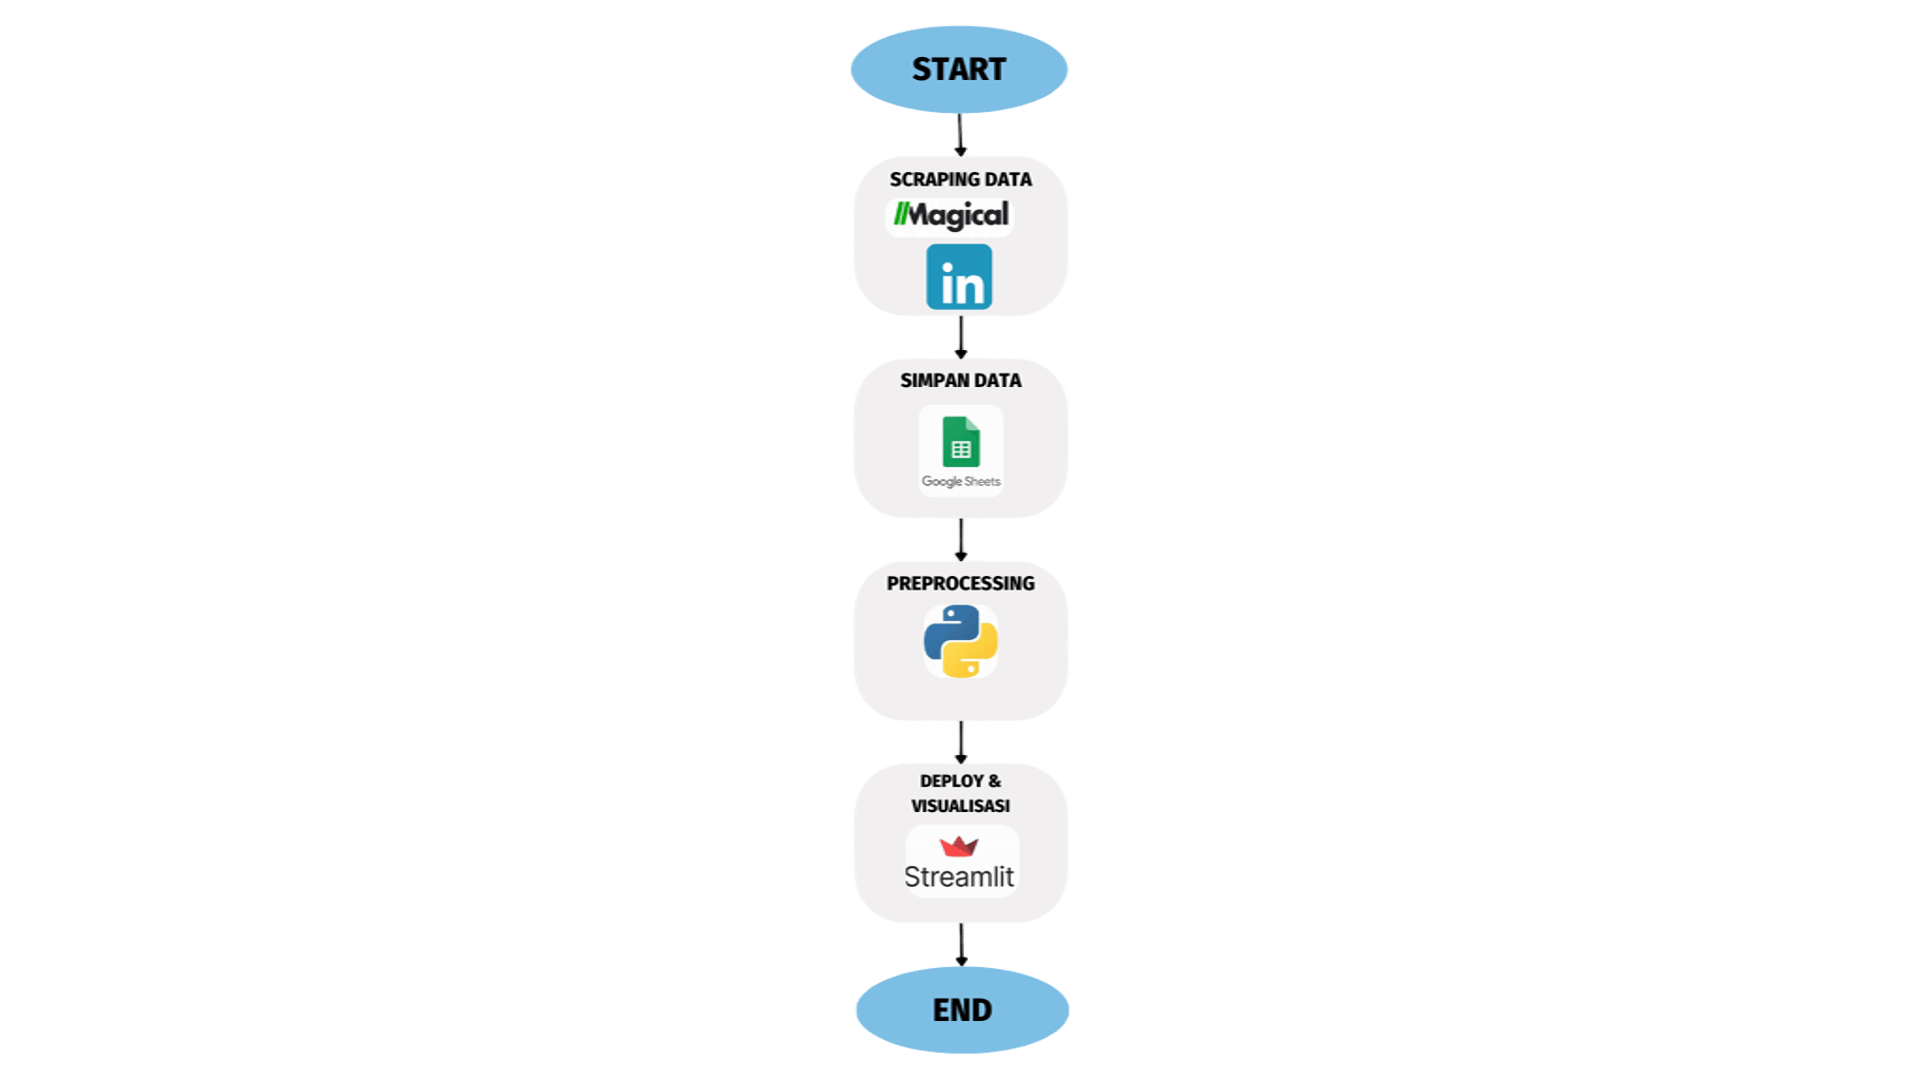 START
SCRAPING DATA
Magical
in
SIMPAN DATA
Google Sheets
PREPROCESSING
DEPLOY &
VISUALISASI
Streamlit
END